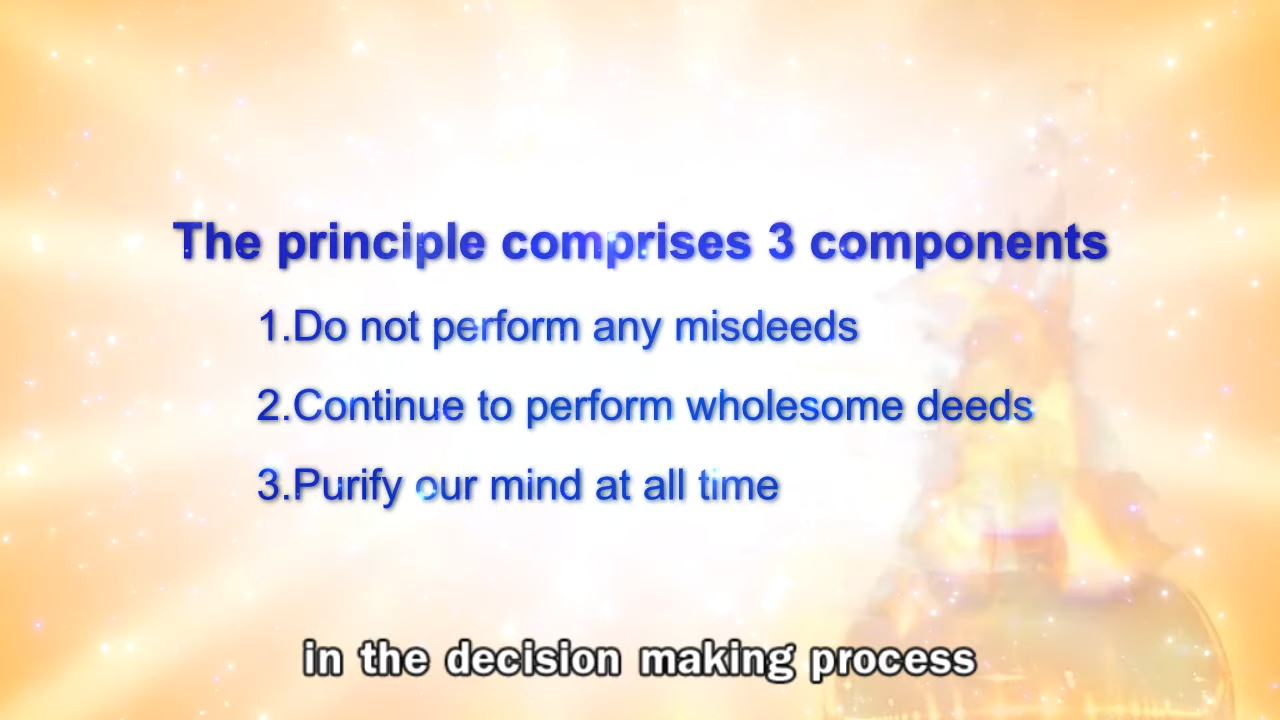 The principle comprises 3 components
1.Do not perform any misdeeds
2.Continue to perform wholesome deeds
3.Purify our mind at all time
in the decision making process